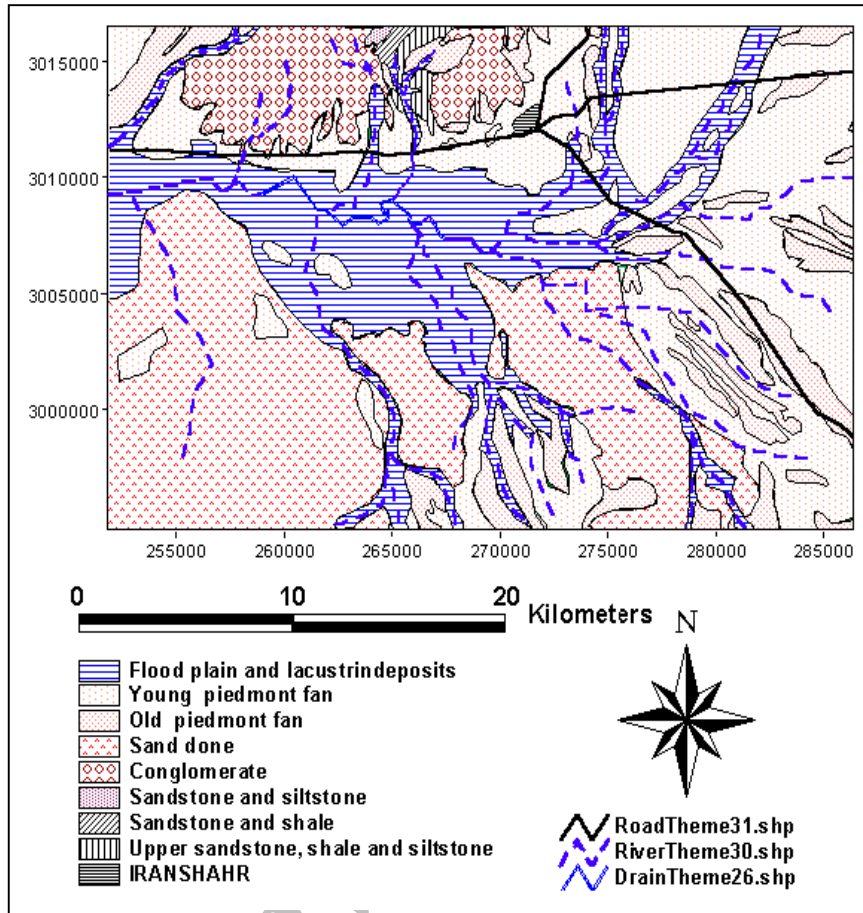 3015000
3010000
3005000
3000000
255000 260000 265000 270000 275000 280000 285000
0 10 20
Kilometers
N
Flood plain and lacustrindeposits
Young piedmont fan
Old piedmont fan
Sand done
Conglomerate
Sandstone and siltstone
Sandstone and shale
Upper sandstone, shale and siltstone
IRANSHAHR
RoadTheme31.shp
RiverTheme30.shp
DrainTheme26.shp